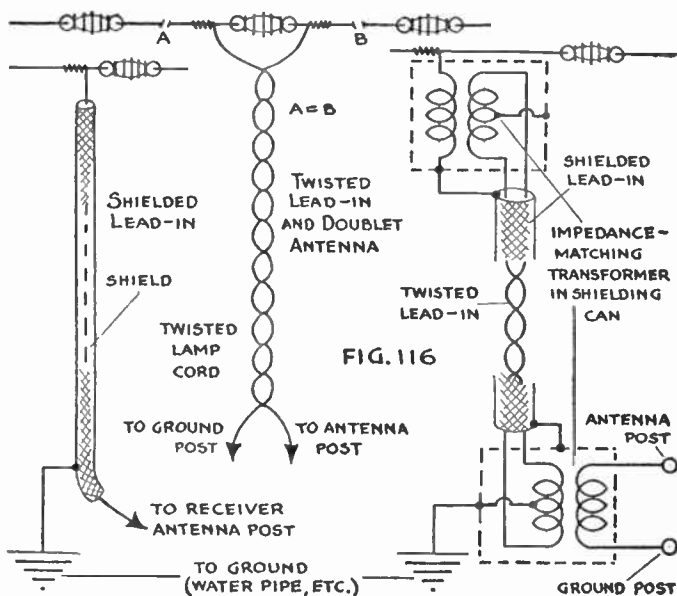 A
B
A=B
SHIELDED
LEAD-IN
SHIELD
TWISTED
LEAD-IN
AND DOUBLET
ANTENNA
TWISTED
LAMP
CORD
TO GROUND
POST
TO ANTENNA
POST
TO RECEIVER
ANTENNA POST
FIG. 116
SHIELDED
LEAD-IN
IMPEDANCE-
MATCHING
TRANSFORMER
IN SHIELDING
CAN
TWISTED
LEAD-IN
ANTENNA
POST
GROUND POST
TO GROUND
(WATER PIPE, ETC.)